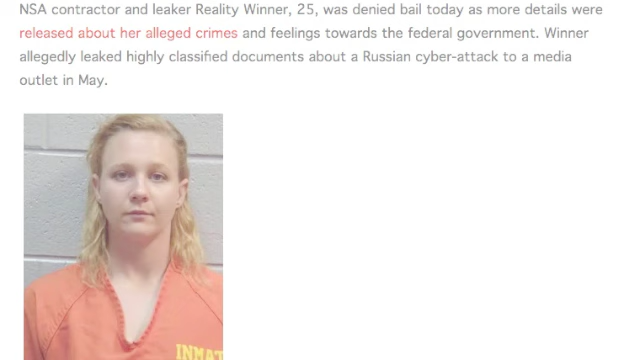 NSA contractor and leaker Reality Winner, 25, was denied bail today as more details were
released about her alleged crimes and feelings towards the federal government. Winner
allegedly leaked highly classified documents about a Russian cyber-attack to a media
outlet in May.
INMAT